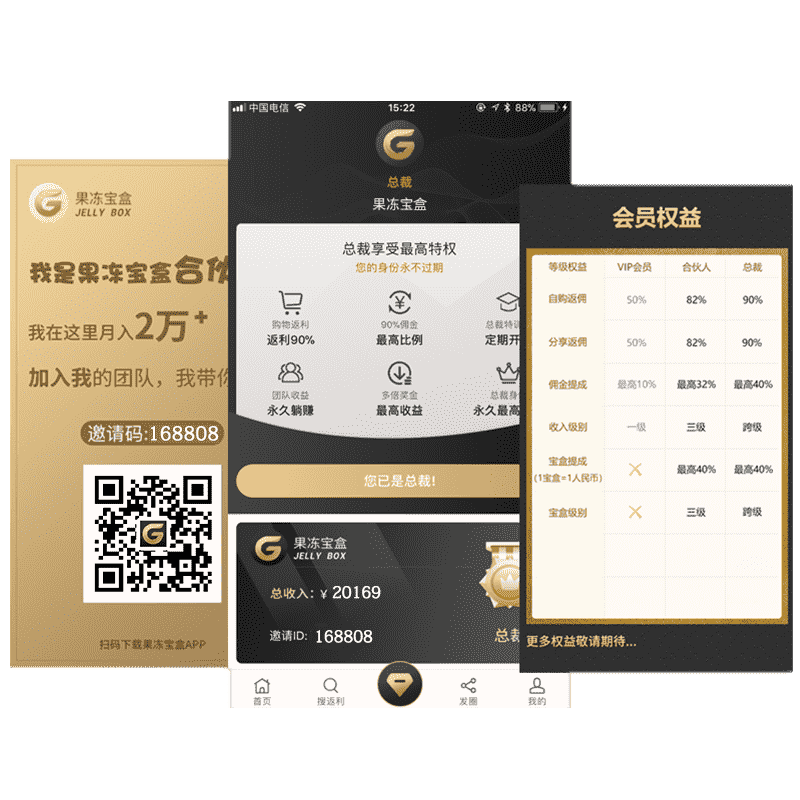 果冻宝盒
JELLY BOX
我是果冻宝盒合伙
我在这里月入2万+
加入我的团队，我带你
邀请码:168808
扫码下载果冻宝盒APP
中国电信
15:22
88%
总裁
果冻宝盒
总裁享受最高特权
您的身份永不过期
购物返利
90%佣金
总裁特训
返利90%
最高比例
定期开
团队收益
多倍奖金
总裁身
永久躺赚
最高收益
永久最高
您已是总裁!
果冻宝盒
JELLY BOX
总收入: ¥ 20169
邀请ID: 168808
总裁
首页
搜返利
发圈
我的
会员权益
等级权益 VIP会员 合伙人 总裁
自购返佣 50% 82% 90%
分享返佣 50% 82% 90%
佣金提成 最高10% 最高32% 最高40%
收入级别 一级 三级 跨级
宝盒提成
(1宝盒=1人民币)
最高40% 最高40%
宝盒级别 三级 跨级
更多权益敬请期待...